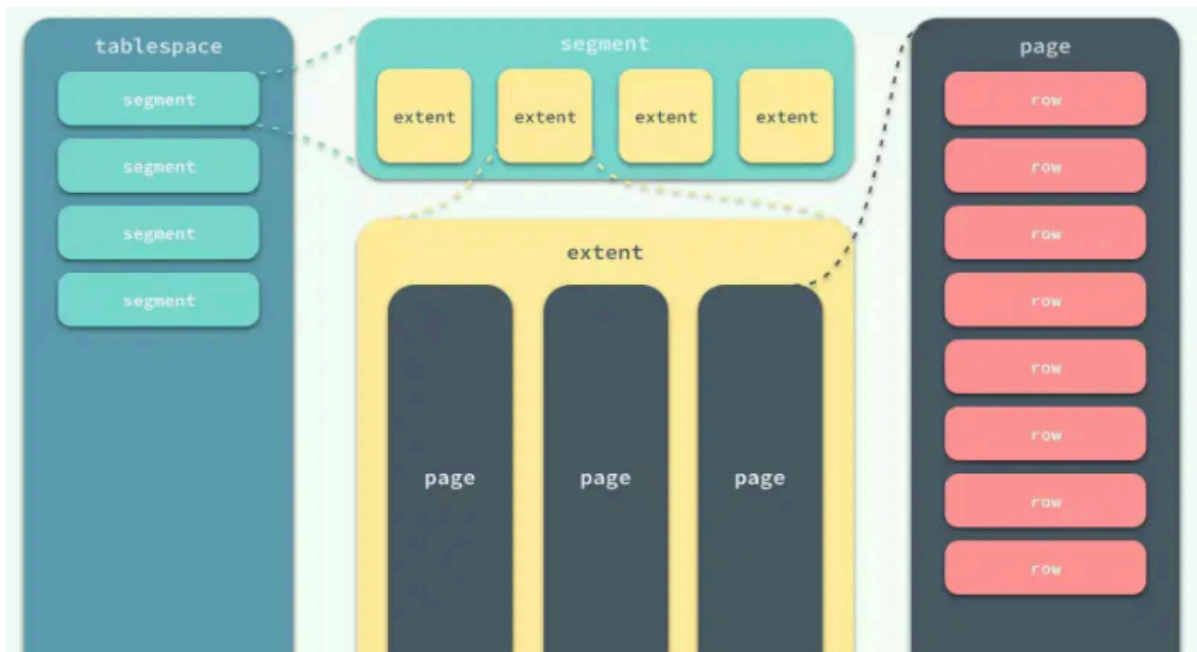 tablespace
segment
segment
segment
segment
segment
extent extent extent extent
extent
page page page
page
row
row
row
row
row
row
row
row